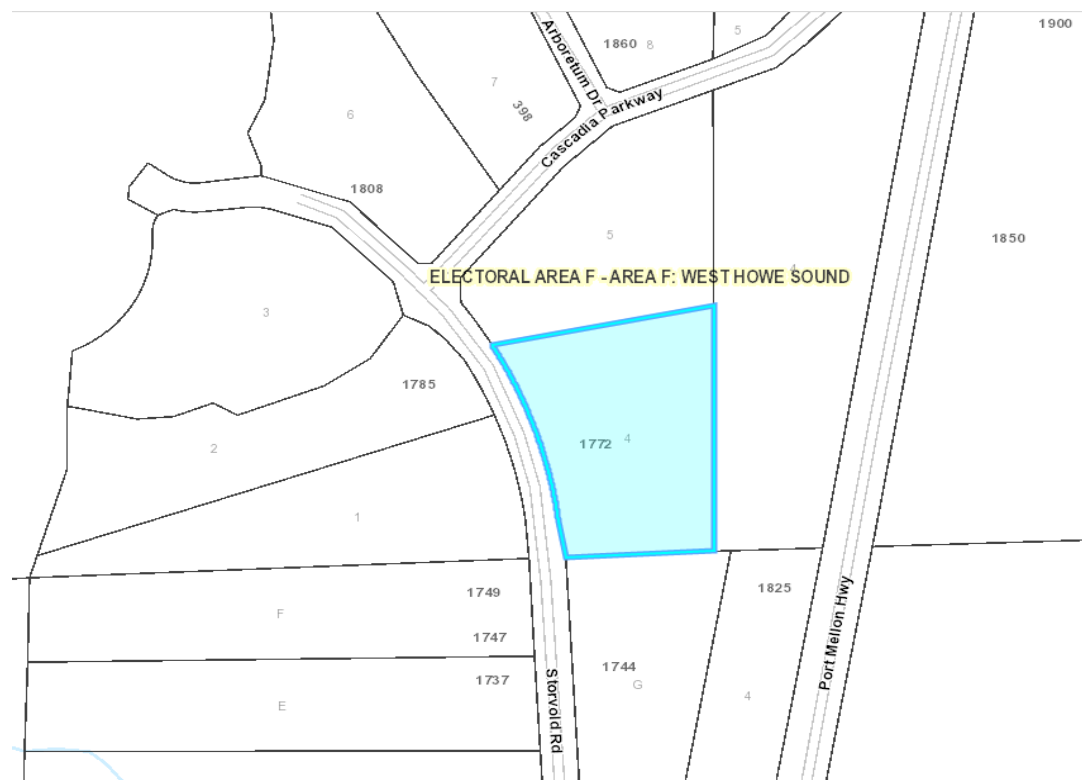 1900
5
1860
8
Arboretum Dr
7
398
Cascadia Parkway
6
1808
5
1850
ELECTORAL AREA F - AREA F: WEST HOWE SOUND
4
3
1785
1772
4
2
1
1749
F
1747
1825
1744
1737
G
E
4
Storvold Rd
Port Mellon Hwy